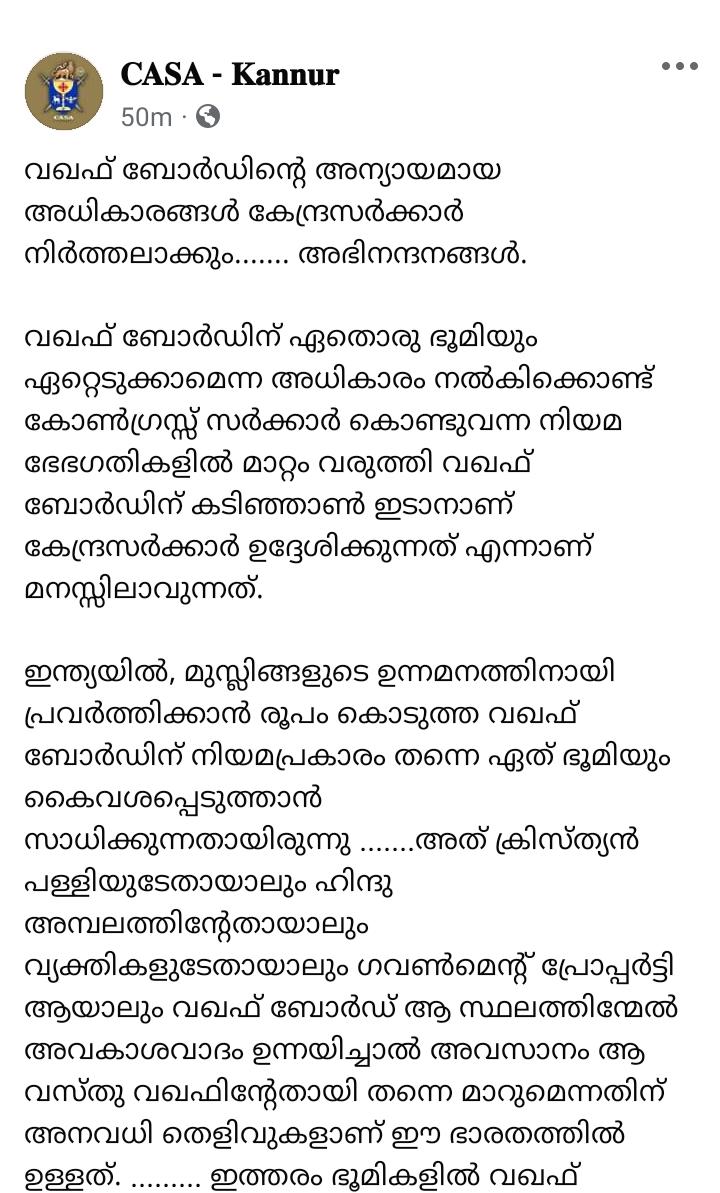 CASA - Kannur
50m ·
വഖഫ് ബോർഡിന്റെ അന്യായമായ
അധികാരങ്ങൾ കേന്ദ്രസർക്കാർ
നിർത്തലാക്കും....... അഭിനന്ദനങ്ങൾ.
വഖഫ് ബോർഡിന് ഏതൊരു ഭൂമിയും
ഏറ്റെടുക്കാമെന്ന അധികാരം നൽകിക്കൊണ്ട്
കോൺഗ്രസ്സ് സർക്കാർ കൊണ്ടുവന്ന നിയമ
ഭേഭഗതികളിൽ മാറ്റം വരുത്തി വഖഫ്
ബോർഡിന് കടിഞ്ഞാൺ ഇടാനാണ്
കേന്ദ്രസർക്കാർ ഉദ്ദേശിക്കുന്നത് എന്നാണ്
മനസ്സിലാവുന്നത്.
ഇന്ത്യയിൽ, മുസ്ലിങ്ങളുടെ ഉന്നമനത്തിനായി
പ്രവർത്തിക്കാൻ രൂപം കൊടുത്ത വഖഫ്
ബോർഡിന് നിയമപ്രകാരം തന്നെ ഏത് ഭൂമിയും
കൈവശപ്പെടുത്താൻ
സാധിക്കുന്നതായിരുന്നു .......അത് ക്രിസ്ത്യൻ
പള്ളിയുടേതായാലും ഹിന്ദു
അമ്പലത്തിന്റേതായാലും
വ്യക്തികളുടേതായാലും ഗവൺമെന്റ് പ്രോപ്പർട്ടി
ആയാലും വഖഫ് ബോർഡ് ആ സ്ഥലത്തിന്മേൽ
അവകാശവാദം ഉന്നയിച്ചാൽ അവസാനം ആ
വസ്തു വഖഫിന്റേതായി തന്നെ മാറുമെന്നതിന്
അനവധി തെളിവുകളാണ് ഈ ഭാരതത്തിൽ
ഉള്ളത്. ......... ഇത്തരം ഭൂമികളിൽ വഖഫ്
CASA